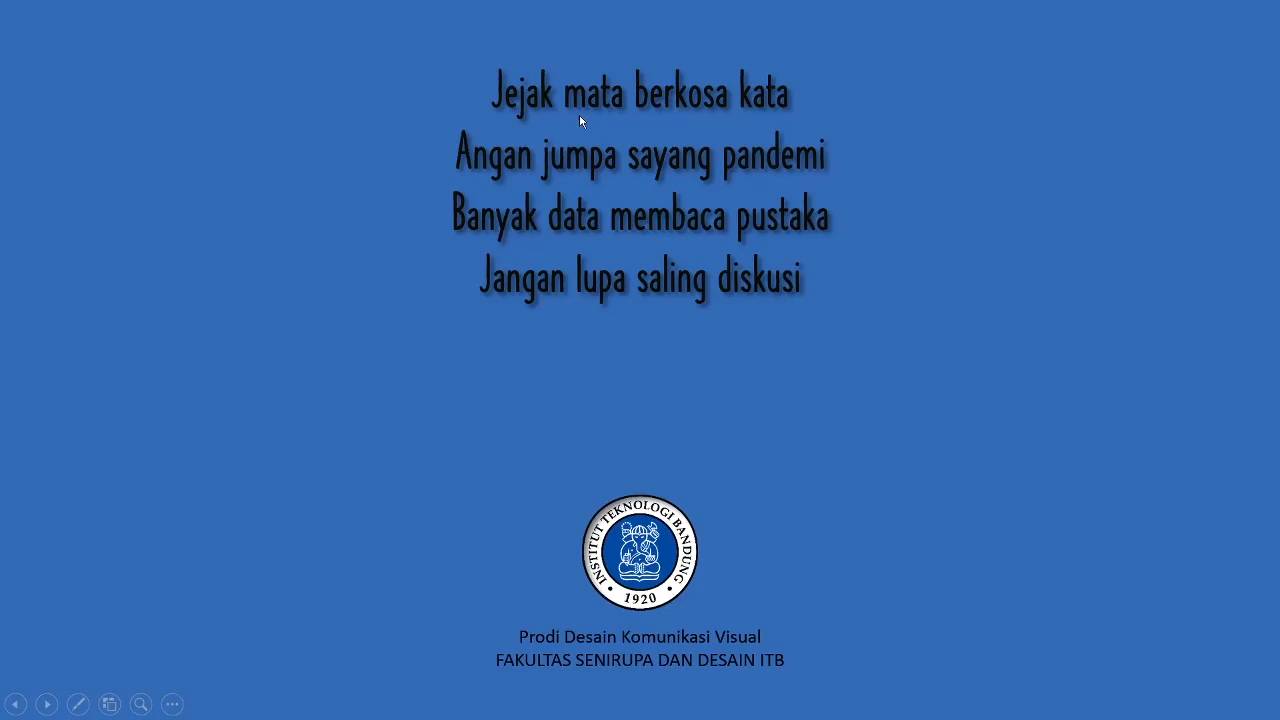 Jejak mata berkosa kata
Angan jumpa sayang pandemi
Banyak data membaca pustaka
Jangan lupa saling diskusi
INSTITUT TEKNOLOGI BANDUNG
1920
Prodi Desain Komunikasi Visual
FAKULTAS SENIRUPA DAN DESAIN ITB